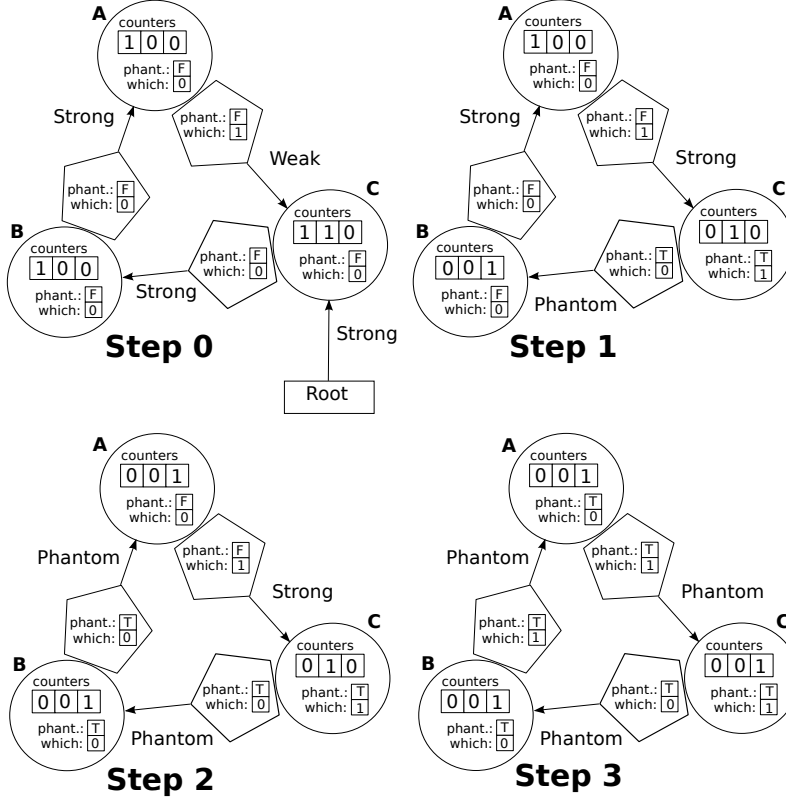 A
counters
1 0 0
phant.: F
which: 0
Strong
phant.: F
which: 1
Weak
phant.: F
which: 0
C
counters
1 1 0
phant.: F
which: 0
B
counters
1 0 0
phant.: F
which: 0
phant.: F
which: 0
Strong
Strong
Step 0
Root
A
counters
1 0 0
phant.: F
which: 0
Strong
phant.: F
which: 1
Strong
phant.: F
which: 0
C
counters
0 1 0
phant.: T
which: 1
B
counters
0 0 1
phant.: F
which: 0
phant.: T
which: 0
Phantom
Step 1
A
counters
0 0 1
phant.: F
which: 0
Phantom
phant.: F
which: 1
Strong
phant.: T
which: 0
C
counters
0 1 0
phant.: T
which: 1
B
counters
0 0 1
phant.: T
which: 0
phant.: T
which: 0
Phantom
Step 2
A
counters
0 0 1
phant.: T
which: 0
Phantom
phant.: T
which: 1
Phantom
phant.: T
which: 1
C
counters
0 0 1
phant.: T
which: 1
B
counters
0 0 1
phant.: T
which: 0
phant.: T
which: 0
Phantom
Step 3